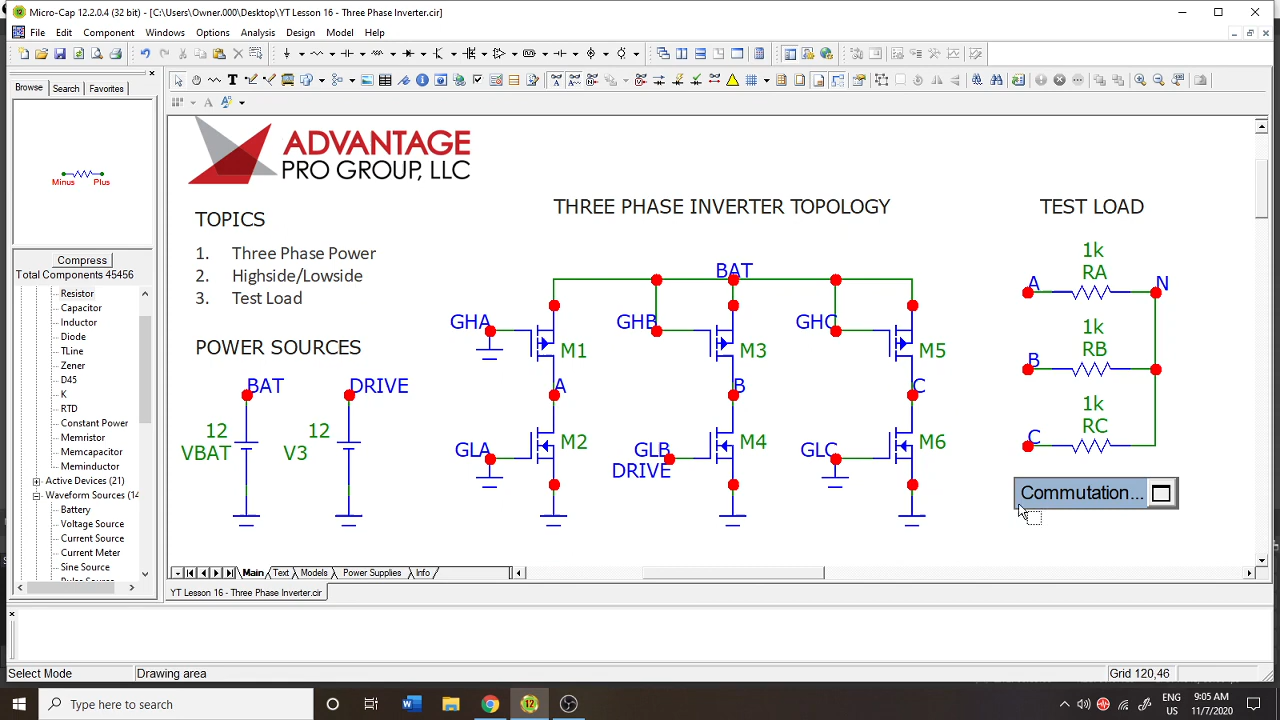 Micro-Cap 12.2.0.4 (32 bit) - [C:\Users\Owner.000\Desktop\YT Lesson 16 - Three Phase Inverter.cir]
File Edit Component Windows Options Analysis Design Model Help
Browse Search Favorites
Minus Plus
Compress
Total Components 45456
Resistor
Capacitor
Inductor
Diode
TLine
Zener
D45
K
RTD
Constant Power
Memristor
Memcapacitor
Meminductor
Active Devices (21)
Waveform Sources (14
Battery
Voltage Source
Current Source
Current Meter
Sine Source
ADVANTAGE
PRO GROUP, LLC
TOPICS
1. Three Phase Power
2. Highside/Lowside
3. Test Load
POWER SOURCES
BAT DRIVE
12 12
VBAT V3
THREE PHASE INVERTER TOPOLOGY
BAT
GHA GHB GHC
M1 M3 M5
A B C
GLA GLB GLC
DRIVE
M2 M4 M6
TEST LOAD
1k
RA
A N
1k
RB
B
1k
RC
C
Commutation...
Main Text Models Power Supplies Info
YT Lesson 16 - Three Phase Inverter.cir
Select Mode Drawing area Grid 120,46
Type here to search
ENG
US
9:05 AM
11/7/2020